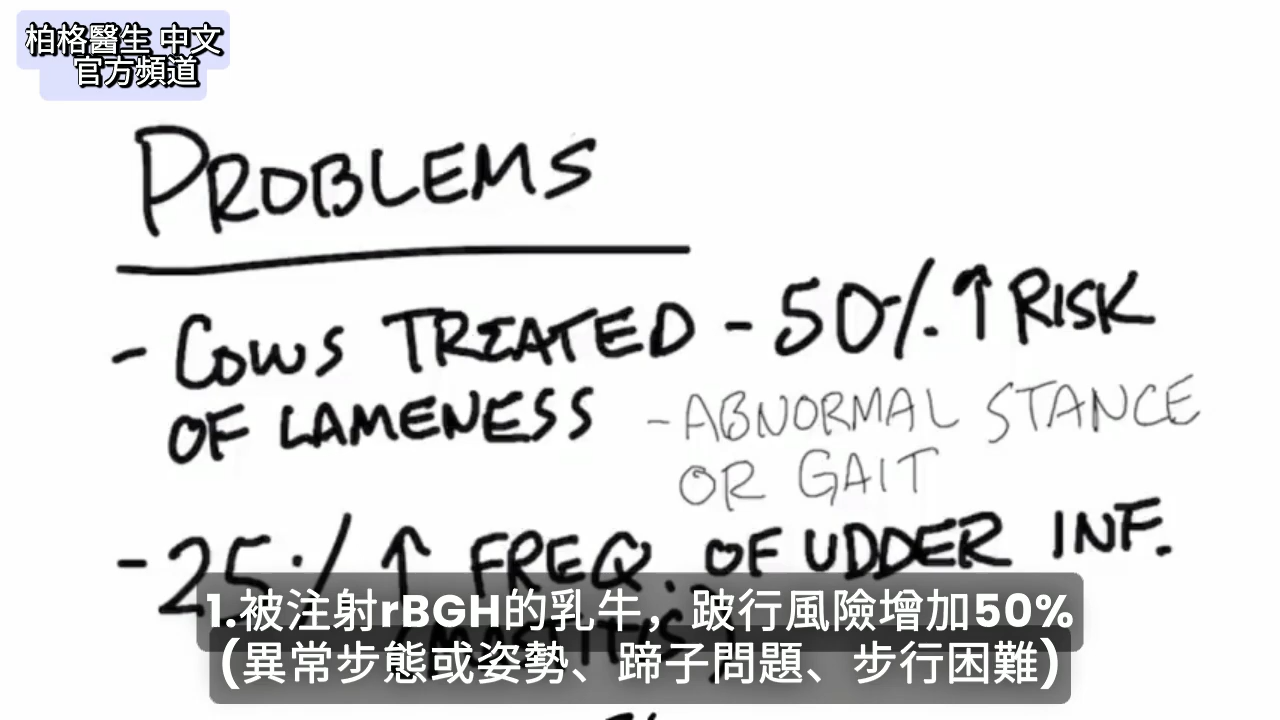 柏格醫生 中文
官方頻道
PROBLEMS
- COWS TREATED - 50% ↑ RISK
OF LAMENESS - ABNORMAL STANCE
OR GAIT
- 25% ↑ FREQ. OF UDDER INF.
(MASTITIS)
1.被注射rBGH的乳牛，跛行風險增加50%
(異常步態或姿勢、蹄子問題、步行困難)